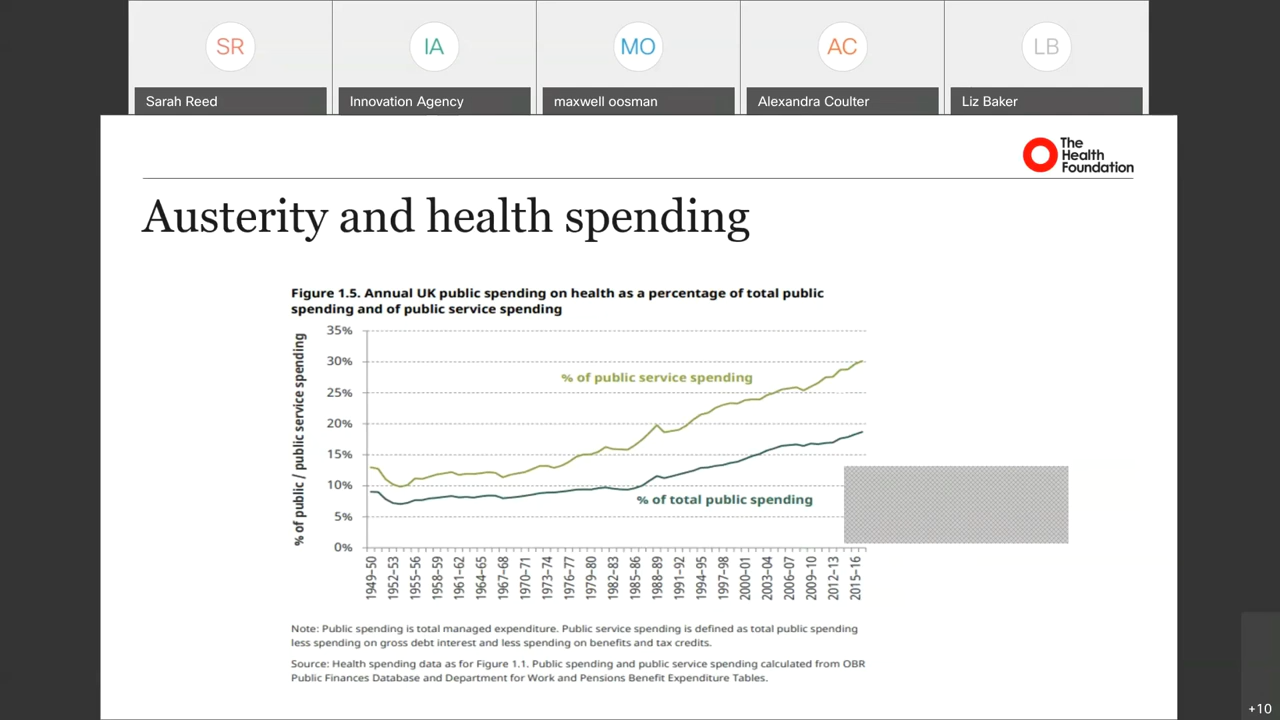 SR
IA
MO
AC
LB
Sarah Reed
Innovation Agency
maxwell oosman
Alexandra Coulter
Liz Baker
The
Health
Foundation
Austerity and health spending
Figure 1.5. Annual UK public spending on health as a percentage of total public
spending and of public service spending
% of public / public service spending
35%
30%
25%
20%
15%
10%
5%
0%
% of public service spending
% of total public spending
1949–50
1952–53
1955–56
1958–59
1961–62
1964–65
1967–68
1970–71
1973–74
1976–77
1979–80
1982–83
1985–86
1988–89
1991–92
1994–95
1997–98
2000–01
2003–04
2006–07
2009–10
2012–13
2015–16
Note: Public spending is total managed expenditure. Public service spending is defined as total public spending
less spending on gross debt interest and less spending on benefits and tax credits.
Source: Health spending data as for Figure 1.1. Public spending and public service spending calculated from OBR
Public Finances Database and Department for Work and Pensions Benefit Expenditure Tables.
+10